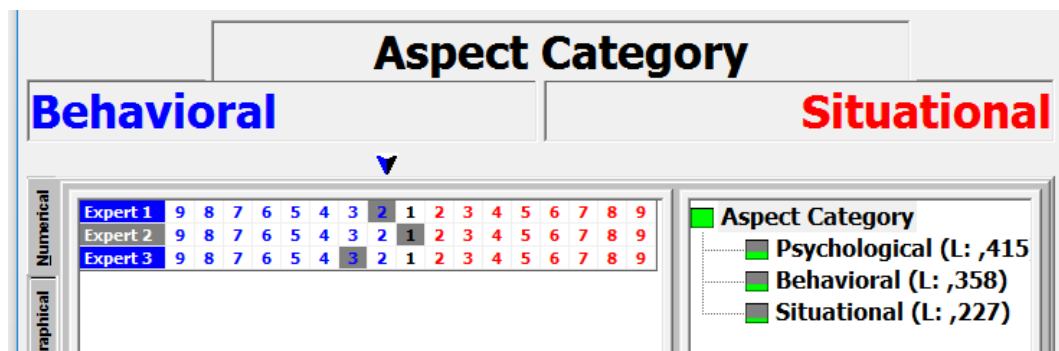 Aspect Category
Behavioral Situational
Numerical
Expert 1 9 8 7 6 5 4 3 2 1 2 3 4 5 6 7 8 9
Expert 2 9 8 7 6 5 4 3 2 1 2 3 4 5 6 7 8 9
Expert 3 9 8 7 6 5 4 3 2 1 2 3 4 5 6 7 8 9
raphical
Aspect Category
Psychological (L: ,415
Behavioral (L: ,358)
Situational (L: ,227)